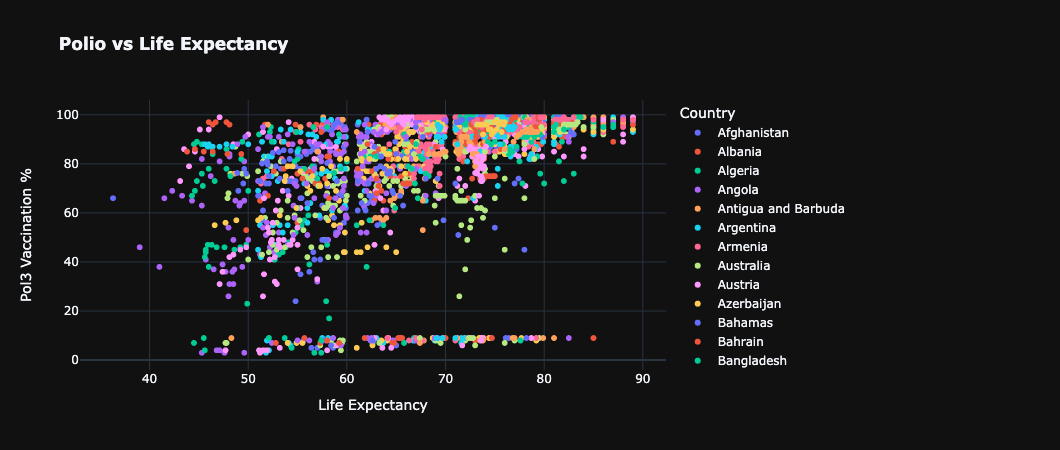 Polio vs Life Expectancy
Pol3 Vaccination %
100
80
60
40
20
0
40 50 60 70 80 90
Life Expectancy
Country
Afghanistan
Albania
Algeria
Angola
Antigua and Barbuda
Argentina
Armenia
Australia
Austria
Azerbaijan
Bahamas
Bahrain
Bangladesh